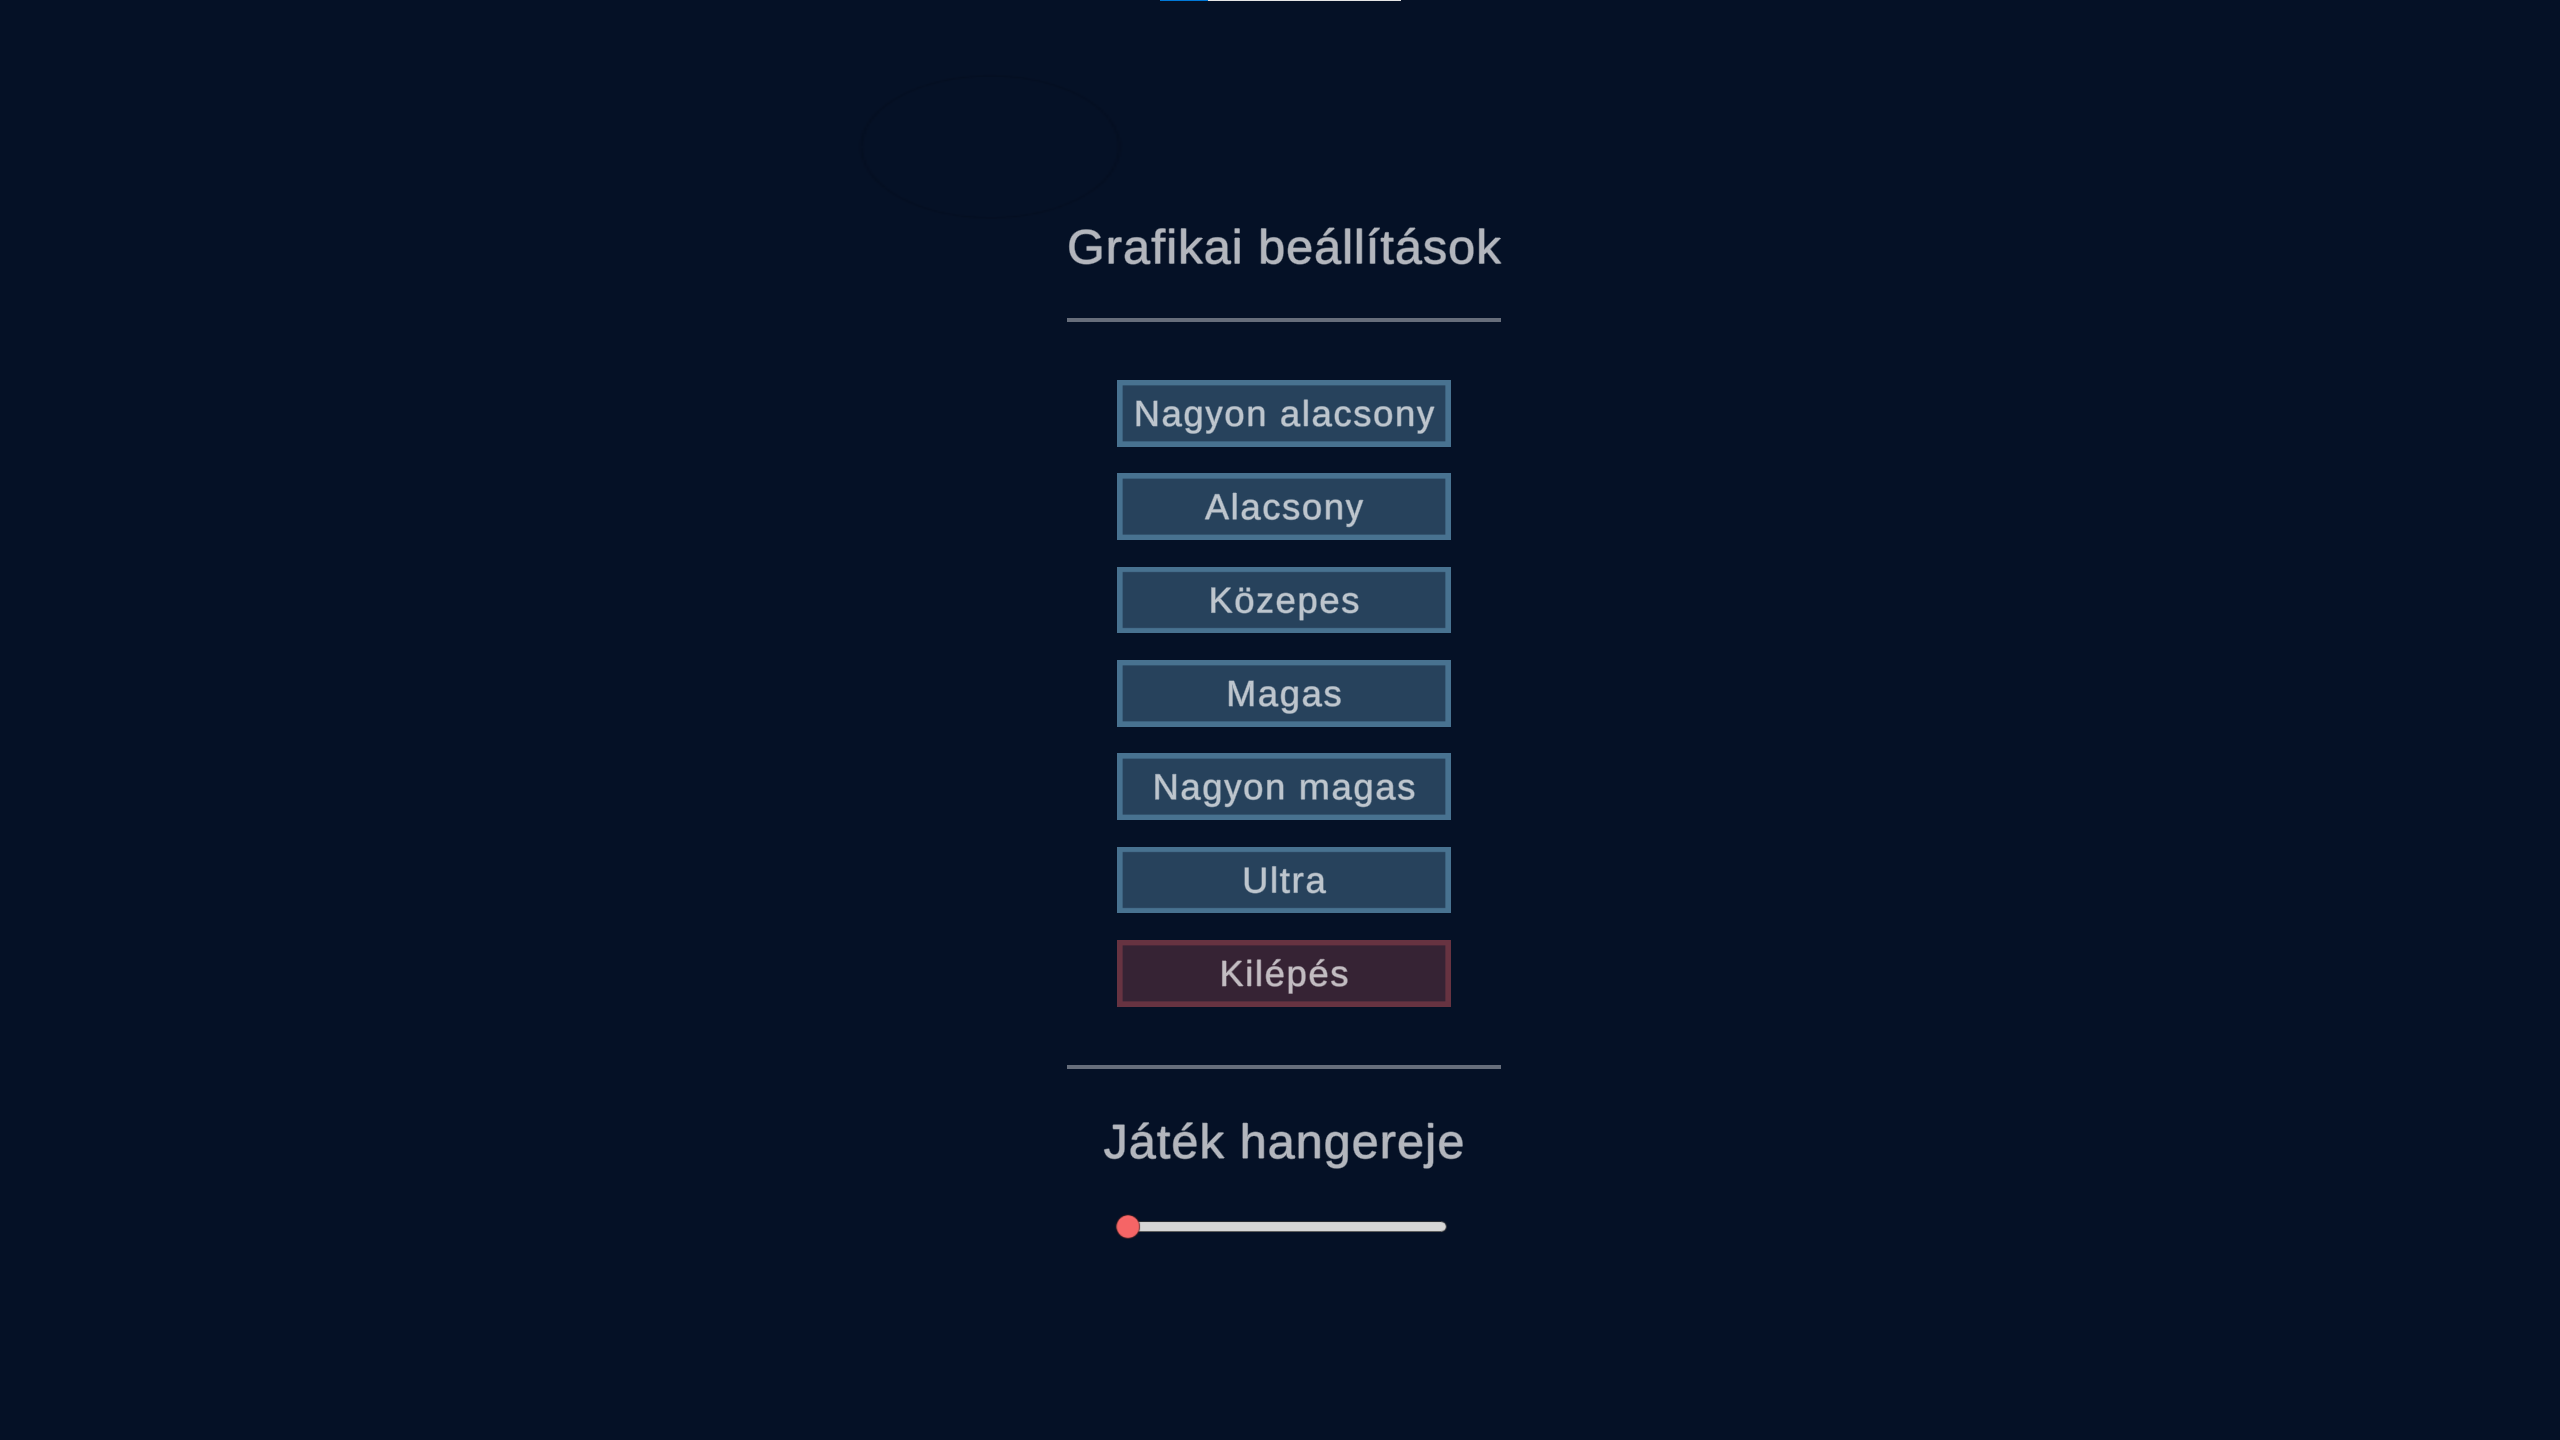 Grafikai beállítások
Nagyon alacsony
Alacsony
Közepes
Magas
Nagyon magas
Ultra
Kilépés
Játék hangereje